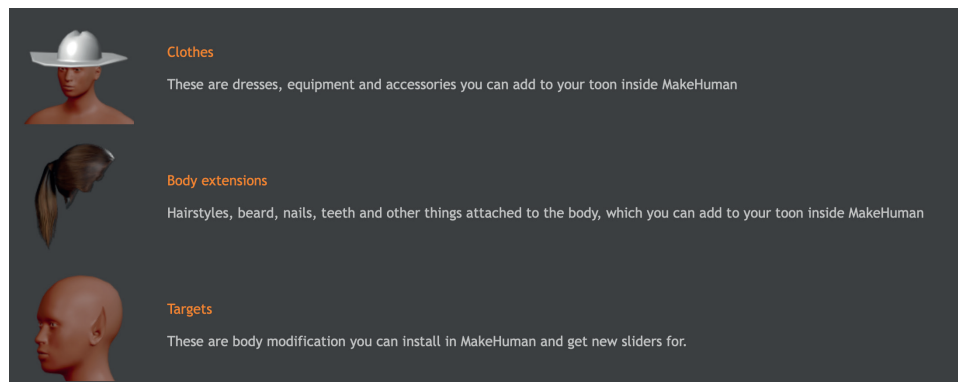 Clothes
These are dresses, equipment and accessories you can add to your toon inside MakeHuman
Body extensions
Hairstyles, beard, nails, teeth and other things attached to the body, which you can add to your toon inside MakeHuman
Targets
These are body modification you can install in MakeHuman and get new sliders for.